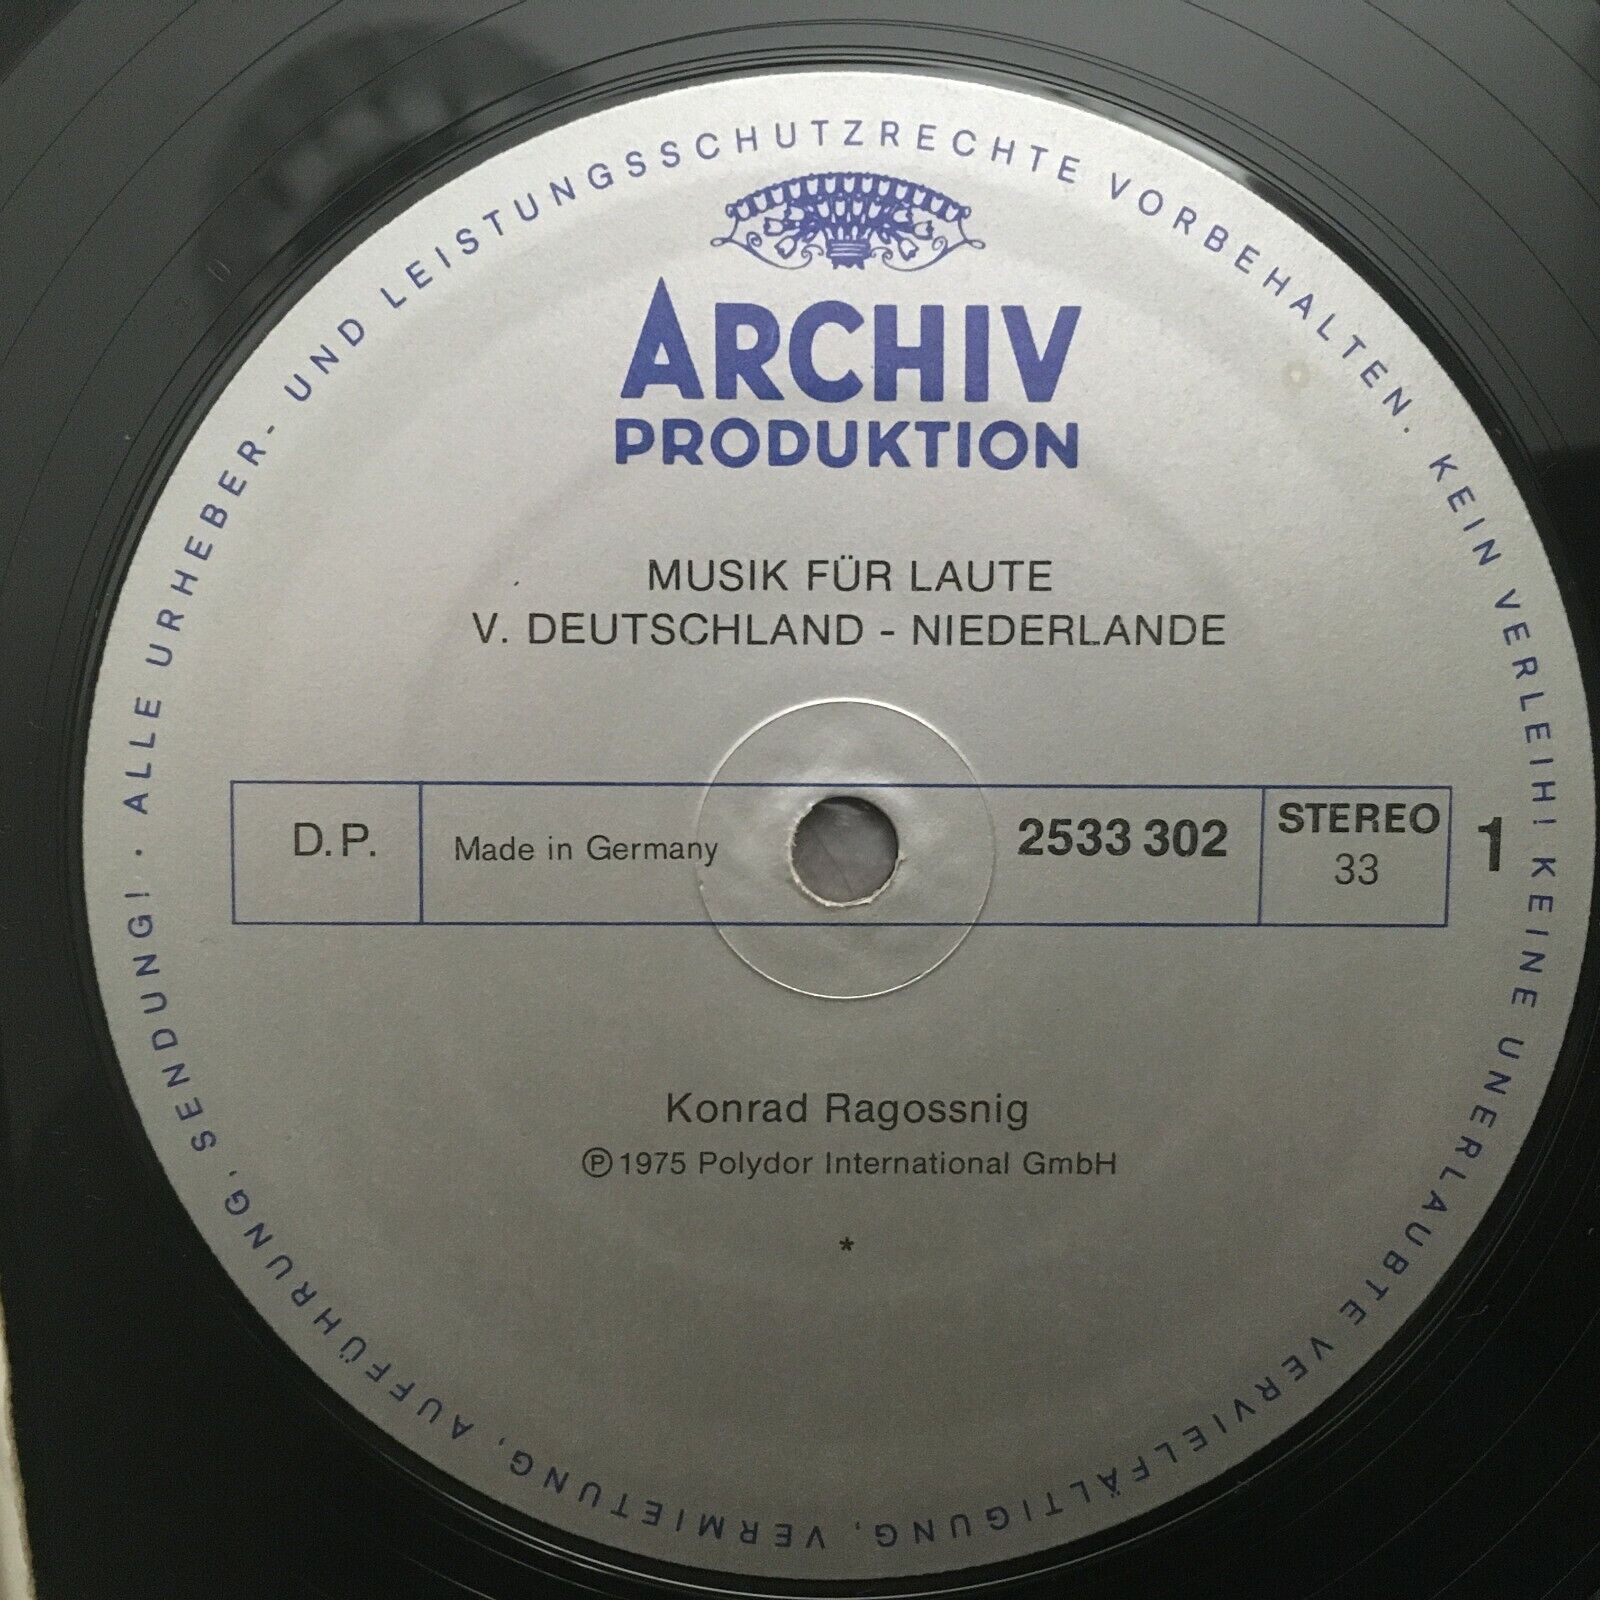 ALLE URHEBER- UND LEISTUNGSSCHUTZRECHTE VORBEHALTEN. KEIN VERLEIH! KEINE UNERLAUBTE VERVIELFÄLTIGUNG, VERMIETUNG, AUFFÜHRUNG, SENDUNG! ·
ARCHIV
PRODUKTION
MUSIK FÜR LAUTE
V. DEUTSCHLAND - NIEDERLANDE
D.P. Made in Germany 2533 302 STEREO 1
33
Konrad Ragossnig
℗ 1975 Polydor International GmbH
*